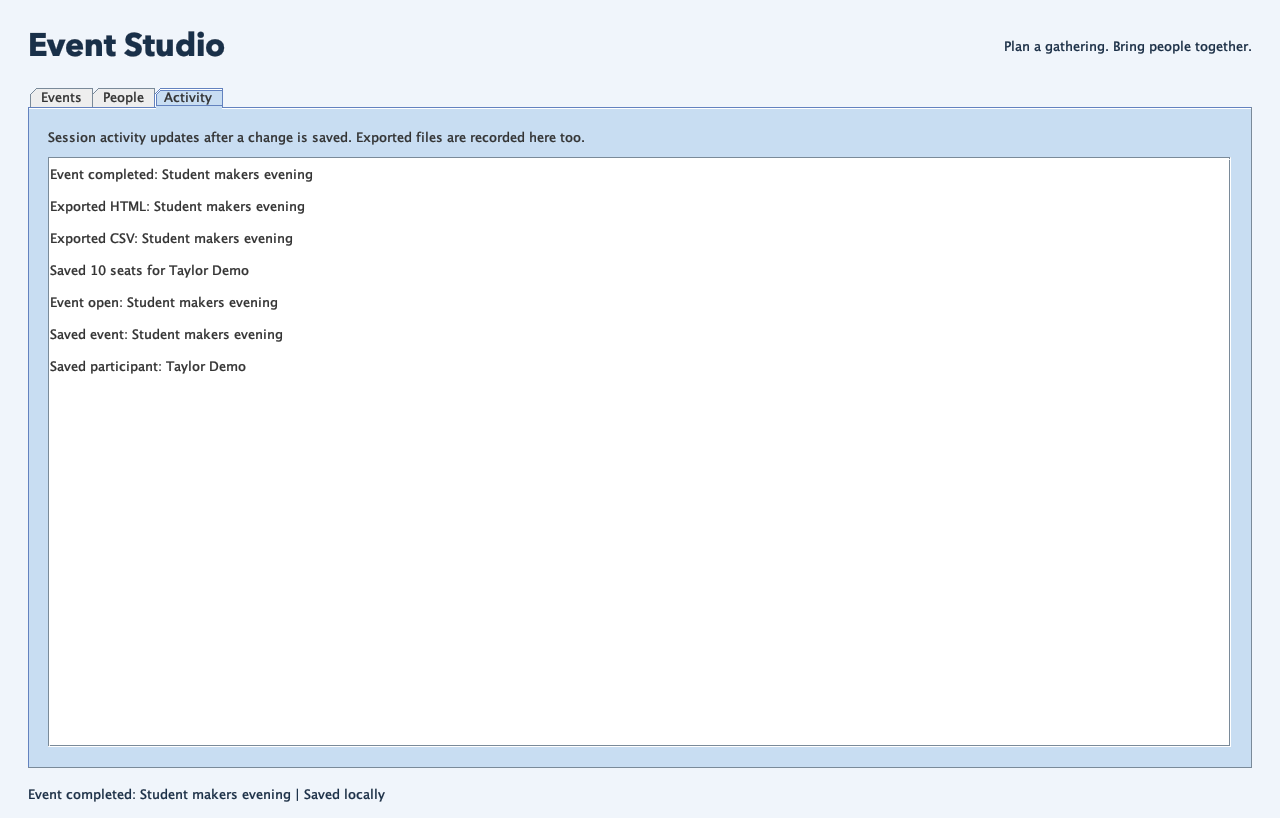 Event Studio
Plan a gathering. Bring people together.
Events People Activity
Session activity updates after a change is saved. Exported files are recorded here too.
Event completed: Student makers evening
Exported HTML: Student makers evening
Exported CSV: Student makers evening
Saved 10 seats for Taylor Demo
Event open: Student makers evening
Saved event: Student makers evening
Saved participant: Taylor Demo
Event completed: Student makers evening | Saved locally